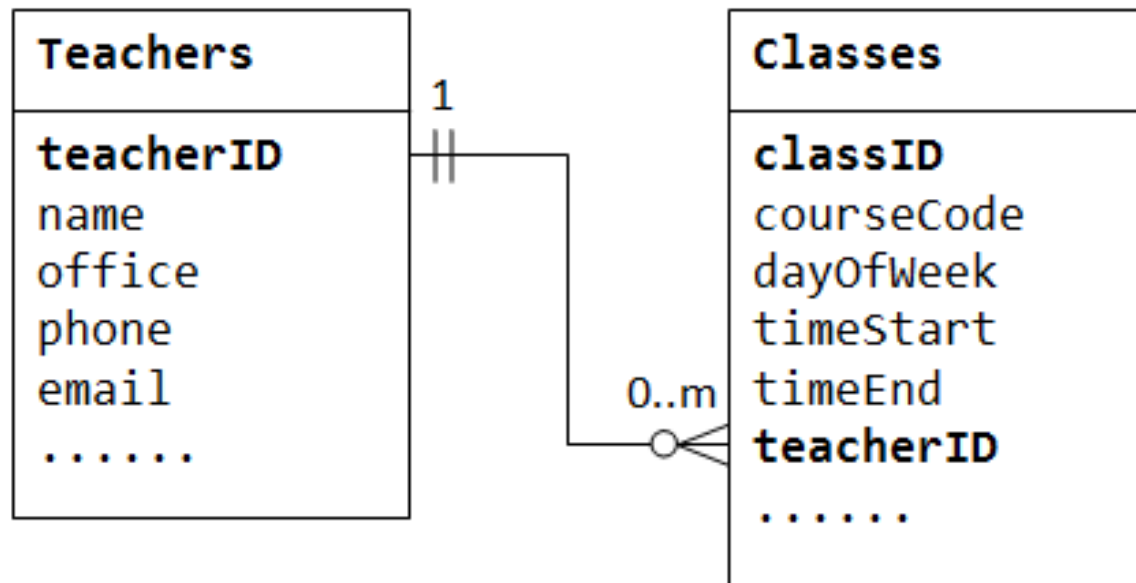 Teachers
teacherID
name
office
phone
email
......
1
0..m
Classes
classID
courseCode
dayOfWeek
timeStart
timeEnd
teacherID
......